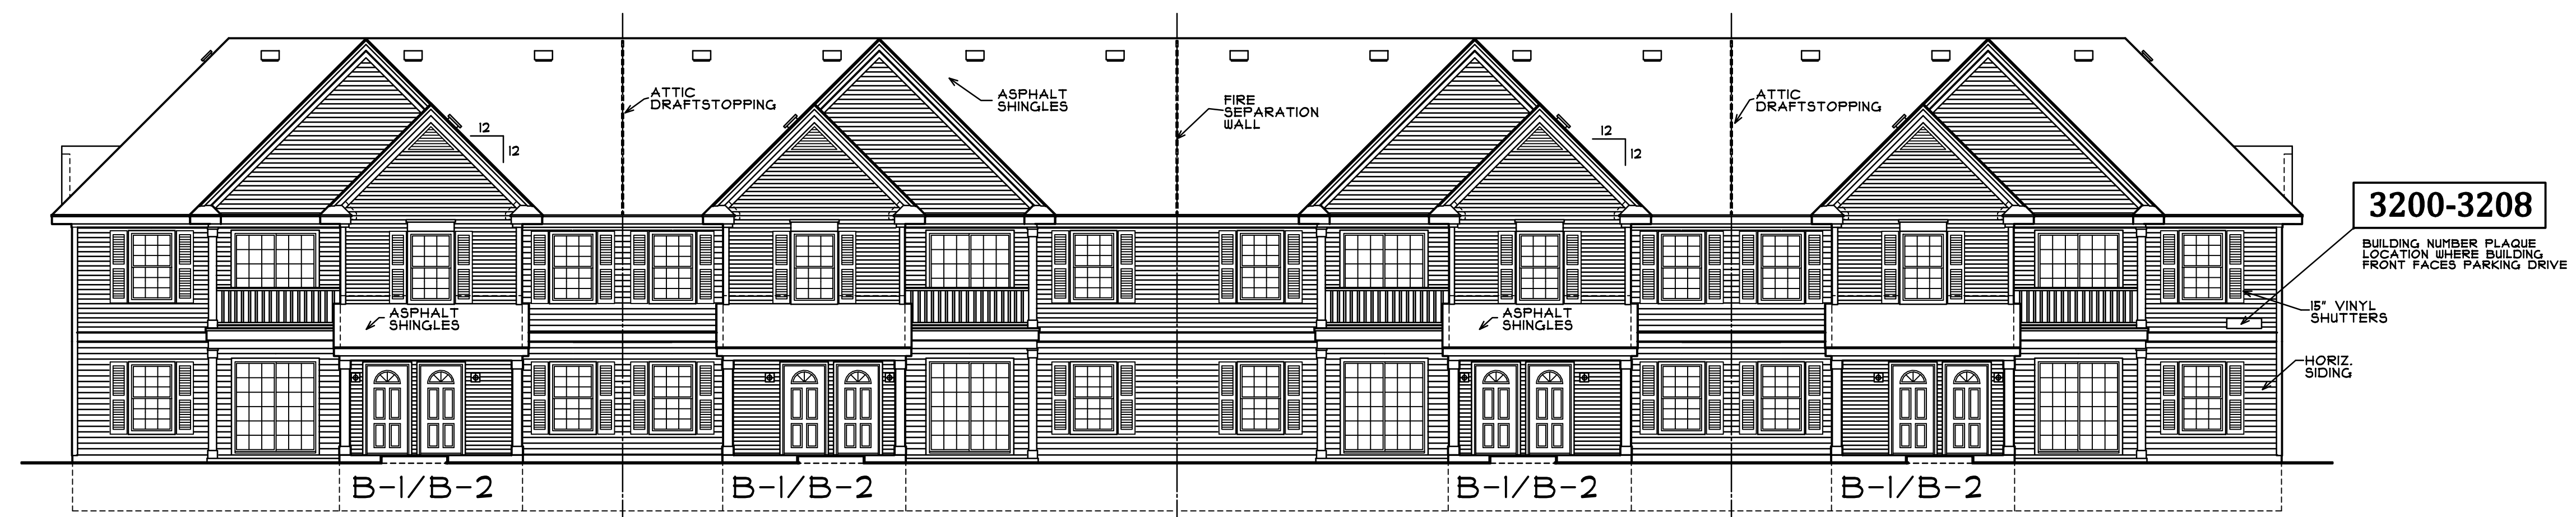 ATTIC
DRAFTSTOPPING
ASPHALT
SHINGLES
FIRE
SEPARATION
WALL
ATTIC
DRAFTSTOPPING
12
12
12
12
3200-3208
BUILDING NUMBER PLAQUE
LOCATION WHERE BUILDING
FRONT FACES PARKING DRIVE
ASPHALT
SHINGLES
ASPHALT
SHINGLES
15" VINYL
SHUTTERS
HORIZ.
SIDING
B-1/B-2
B-1/B-2
B-1/B-2
B-1/B-2